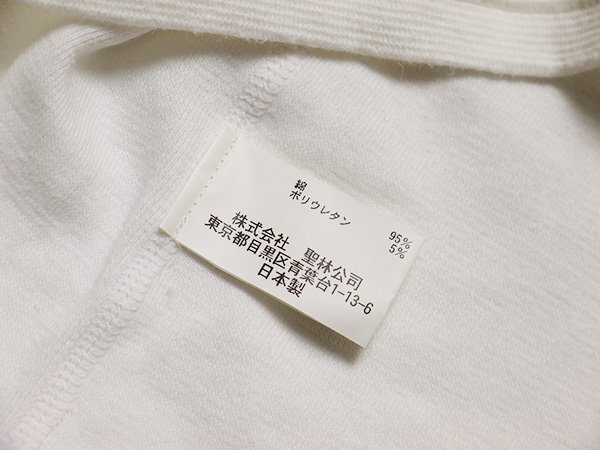 綿 95%
ポリウレタン 5%
株式会社 聖林公司
東京都目黒区青葉台1-13-6
日本製